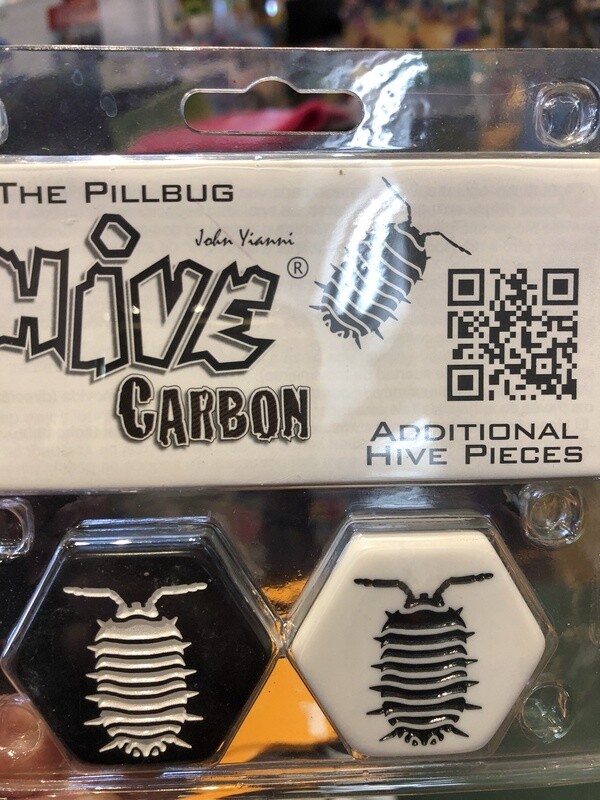 THE PILLBUG
John Yianni
HIVE®
CARBON
ADDITIONAL
HIVE PIECES